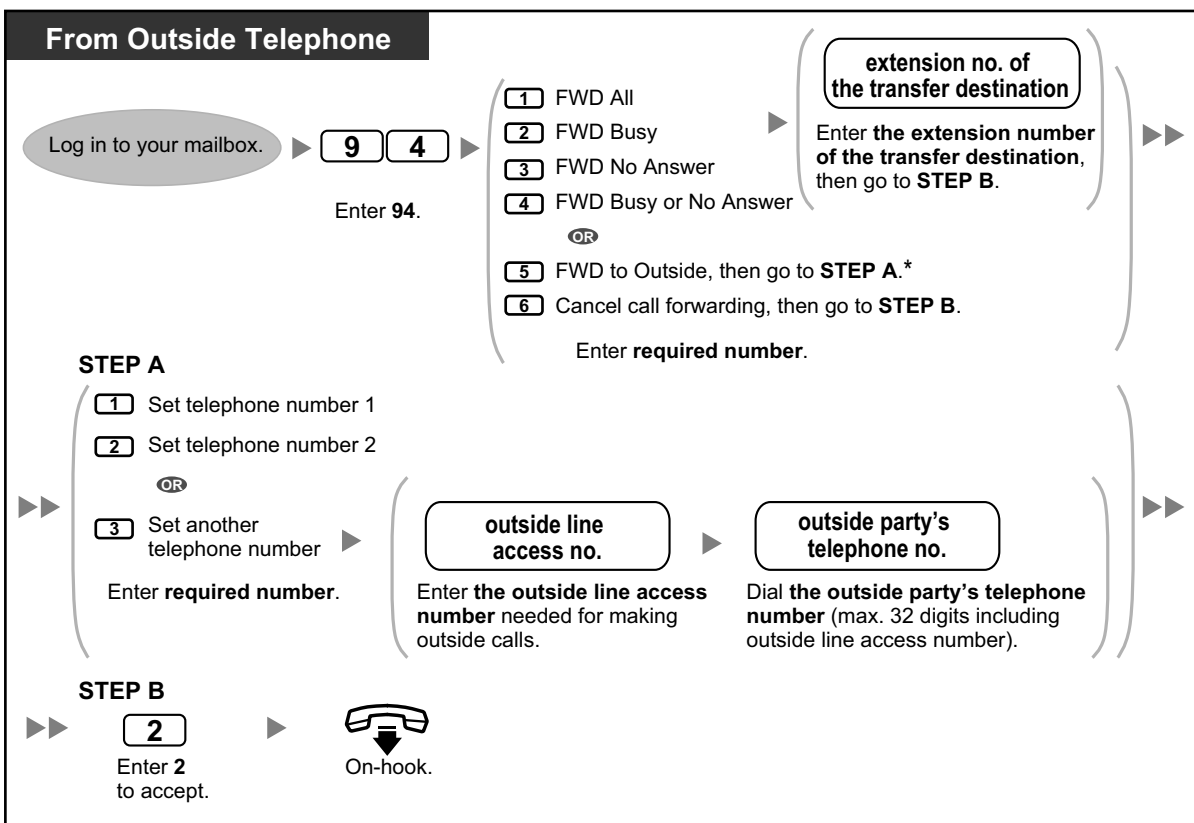 From Outside Telephone
Log in to your mailbox.
9 4
Enter 94.
1 FWD All
2 FWD Busy
3 FWD No Answer
4 FWD Busy or No Answer
OR
5 FWD to Outside, then go to STEP A.*
6 Cancel call forwarding, then go to STEP B.
Enter required number.
extension no. of
the transfer destination
Enter the extension number
of the transfer destination,
then go to STEP B.
STEP A
1 Set telephone number 1
2 Set telephone number 2
OR
3 Set another
telephone number
Enter required number.
outside line
access no.
Enter the outside line access
number needed for making
outside calls.
outside party's
telephone no.
Dial the outside party's telephone
number (max. 32 digits including
outside line access number).
STEP B
2
Enter 2
to accept.
On-hook.